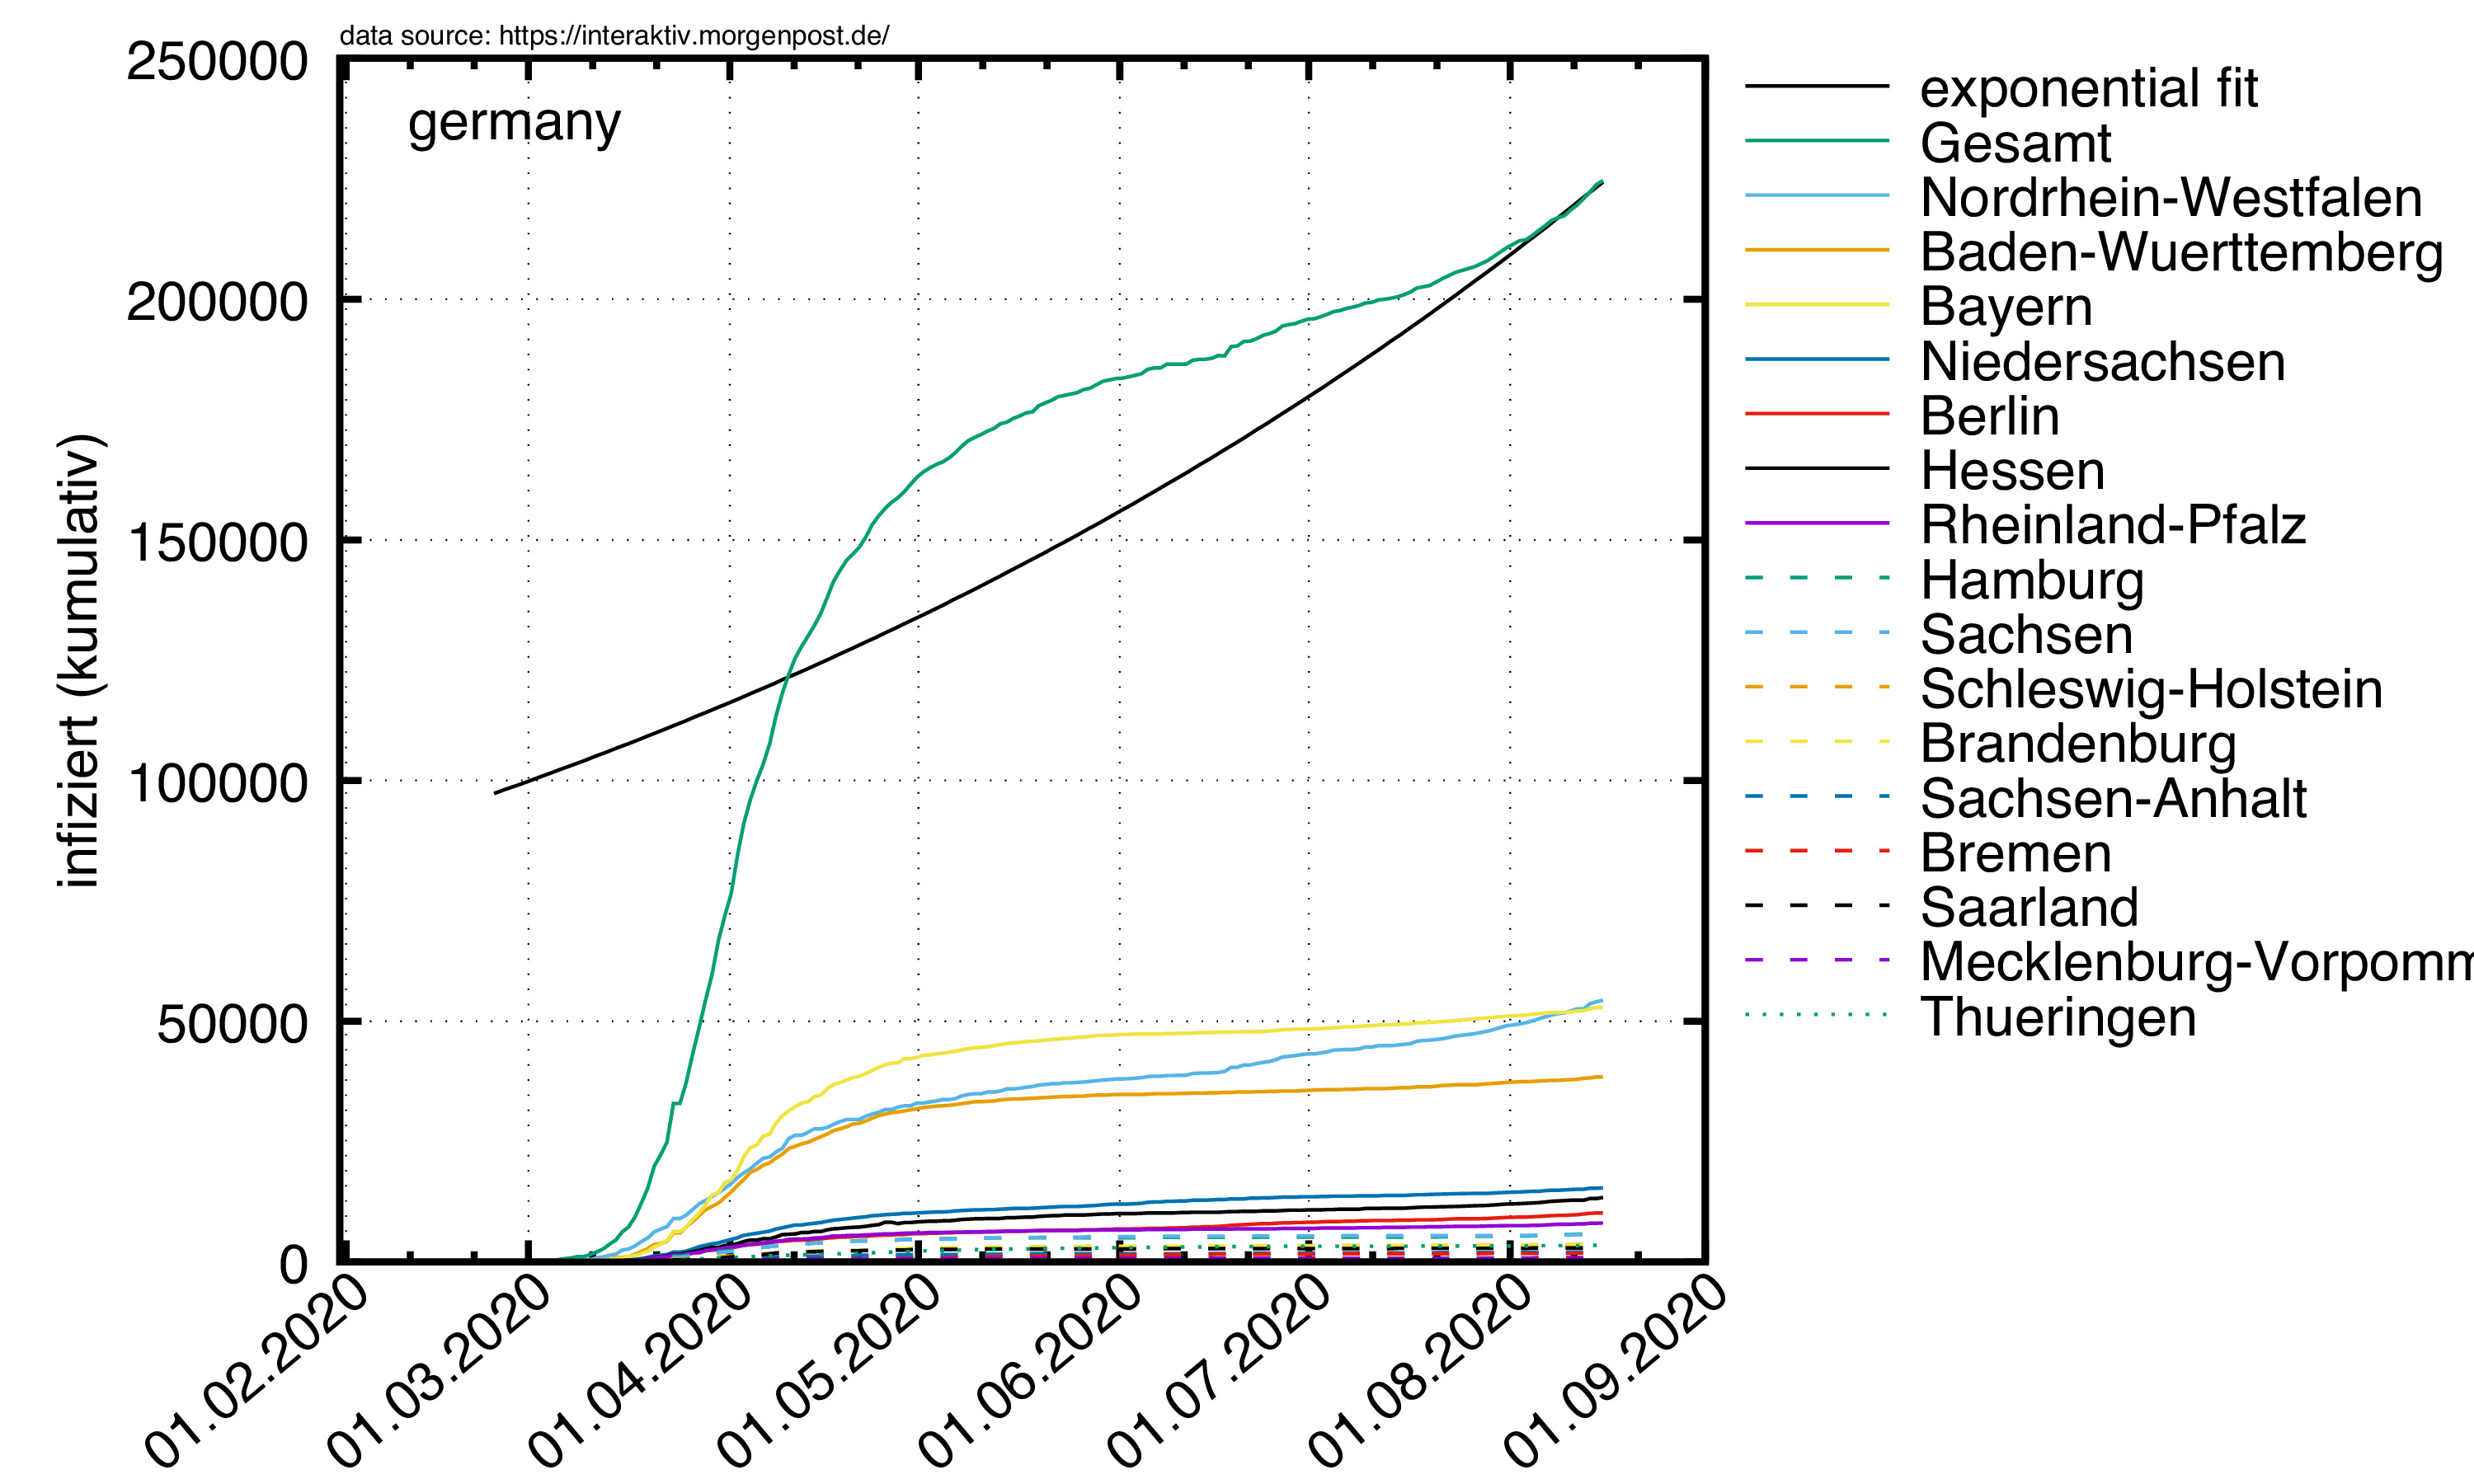 data source: https://interaktiv.morgenpost.de/
germany
infiziert (kumulativ)
250000
200000
150000
100000
50000
0
01.02.2020
01.03.2020
01.04.2020
01.05.2020
01.06.2020
01.07.2020
01.08.2020
01.09.2020
exponential fit
Gesamt
Nordrhein-Westfalen
Baden-Wuerttemberg
Bayern
Niedersachsen
Berlin
Hessen
Rheinland-Pfalz
Hamburg
Sachsen
Schleswig-Holstein
Brandenburg
Sachsen-Anhalt
Bremen
Saarland
Mecklenburg-Vorpomm
Thueringen